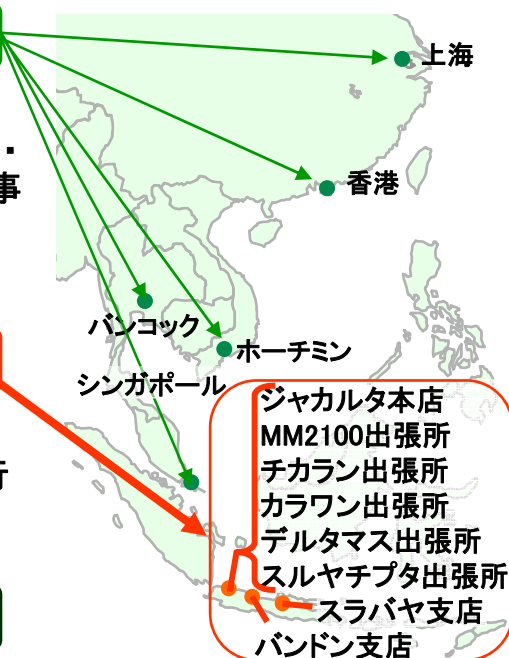 上海
・
香港
事
バンコック
ホーチミン
シンガポール
ジャカルタ本店
MM2100出張所
チカラン出張所
行
カラワン出張所
デルタマス出張所
スルヤチプタ出張所
スラバヤ支店
バンドン支店